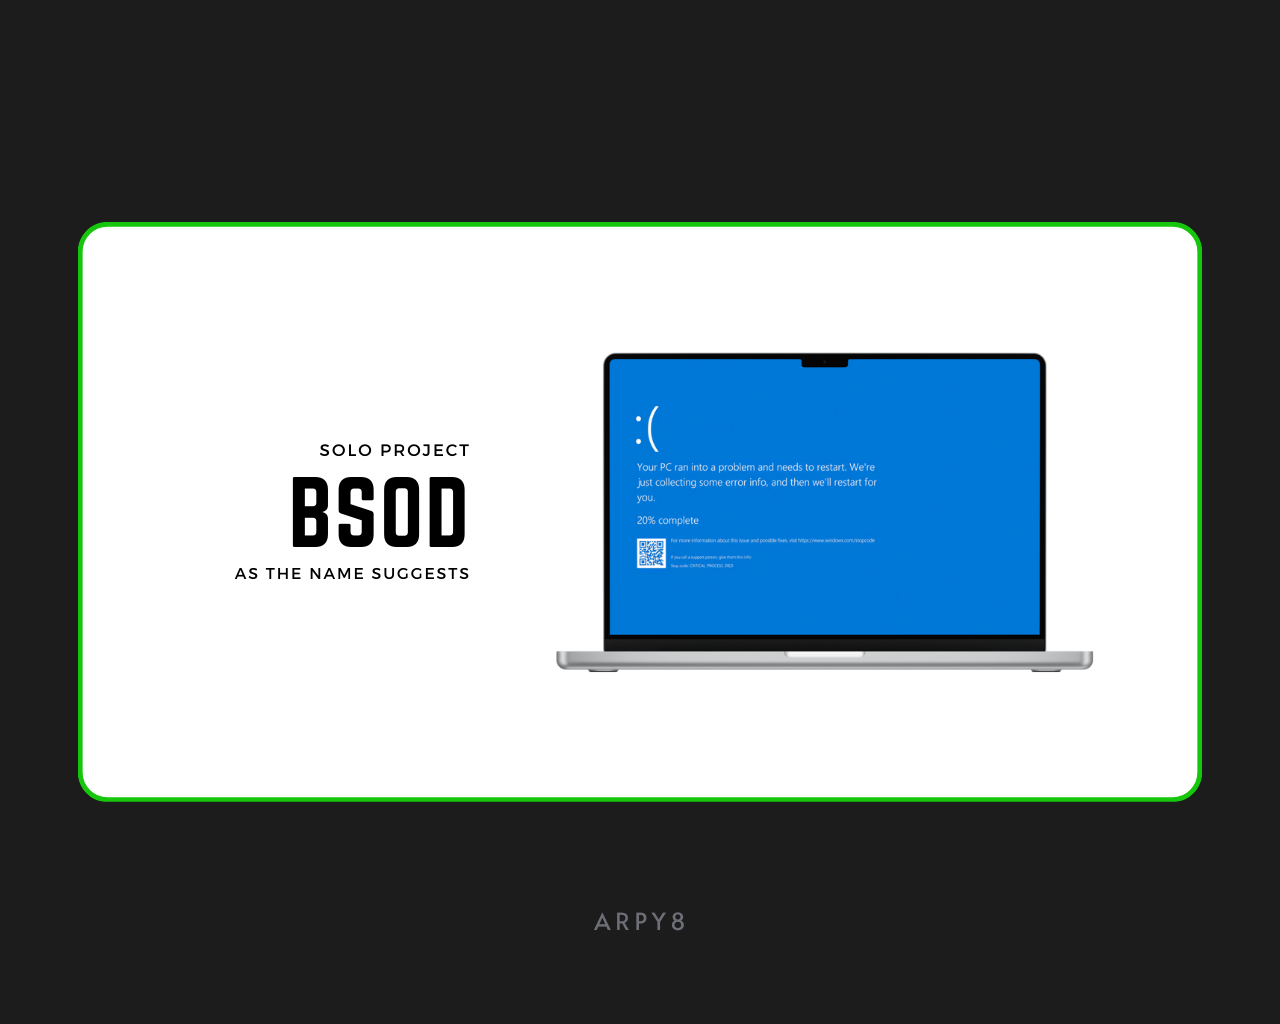 SOLO PROJECT
BSOD
AS THE NAME SUGGESTS
:(
Your PC ran into a problem and needs to restart. We're
just collecting some error info, and then we'll restart for
you.
20% complete
For more information about this issue and possible fixes, visit https://www.windows.com/stopcode
If you call a support person, give them this info:
Stop code: CRITICAL PROCESS DIED
ARPY8